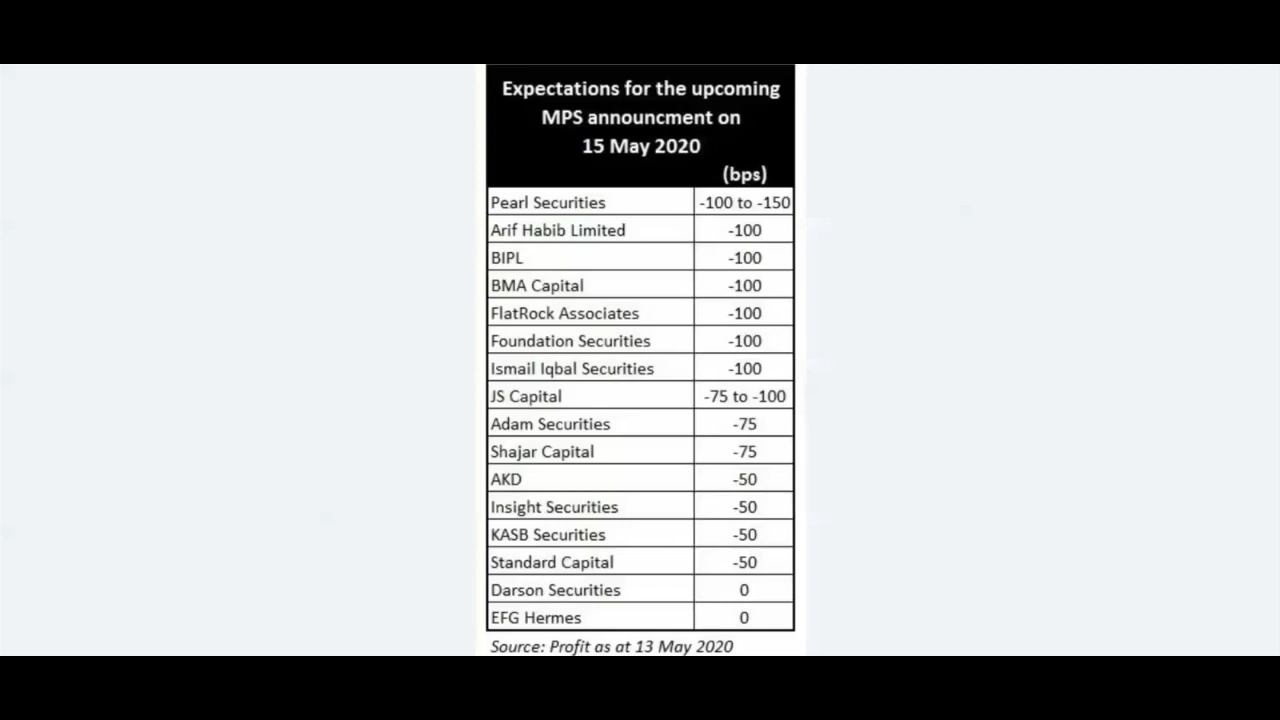 Expectations for the upcoming
MPS announcment on
15 May 2020
(bps)
Pearl Securities -100 to -150
Arif Habib Limited -100
BIPL -100
BMA Capital -100
FlatRock Associates -100
Foundation Securities -100
Ismail Iqbal Securities -100
JS Capital -75 to -100
Adam Securities -75
Shajar Capital -75
AKD -50
Insight Securities -50
KASB Securities -50
Standard Capital -50
Darson Securities 0
EFG Hermes 0
Source: Profit as at 13 May 2020